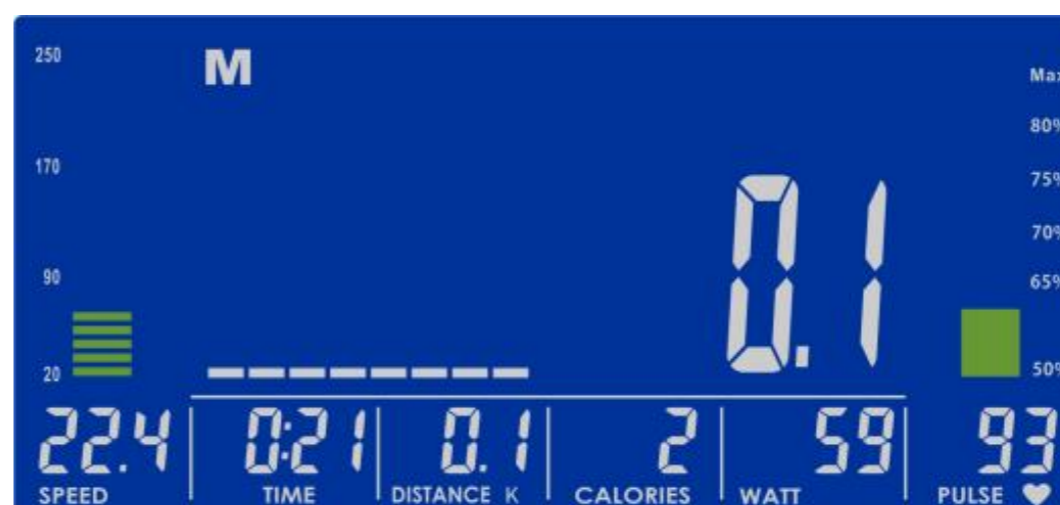 250
M
Max
80%
170
75%
0.1
70%
90
65%
20
50%
22.4 0:21 0.1 2 59 93
SPEED TIME DISTANCE K CALORIES WATT PULSE